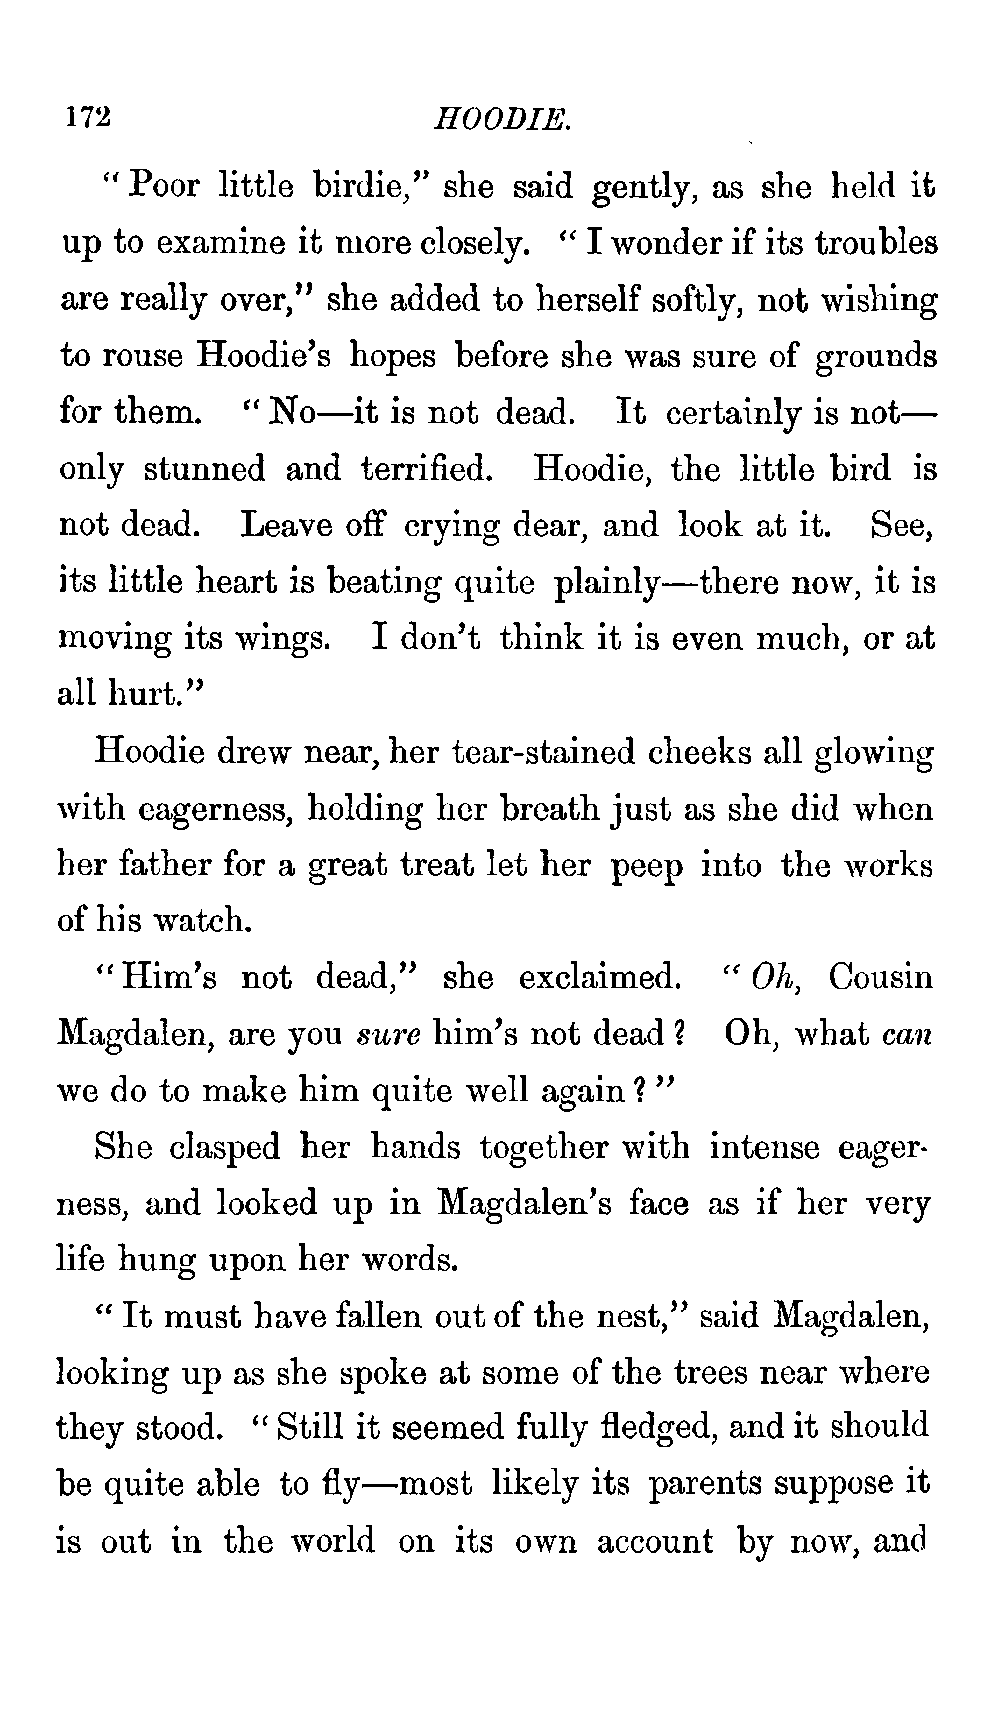 172 HOODIE.
“Poor little birdie,” she said gently, as she held it
up to examine it more closely. “I wonder if its troubles
are really over,” she added to herself softly, not wishing
to rouse Hoodie’s hopes before she was sure of grounds
for them. “No—it is not dead. It certainly is not—
only stunned and terrified. Hoodie, the little bird is
not dead. Leave off crying dear, and look at it. See,
its little heart is beating quite plainly—there now, it is
moving its wings. I don’t think it is even much, or at
all hurt.”
Hoodie drew near, her tear-stained cheeks all glowing
with eagerness, holding her breath just as she did when
her father for a great treat let her peep into the works
of his watch.
“Him’s not dead,” she exclaimed. “Oh, Cousin
Magdalen, are you sure him’s not dead? Oh, what can
we do to make him quite well again?”
She clasped her hands together with intense eager-
ness, and looked up in Magdalen’s face as if her very
life hung upon her words.
“It must have fallen out of the nest,” said Magdalen,
looking up as she spoke at some of the trees near where
they stood. “Still it seemed fully fledged, and it should
be quite able to fly—most likely its parents suppose it
is out in the world on its own account by now, and